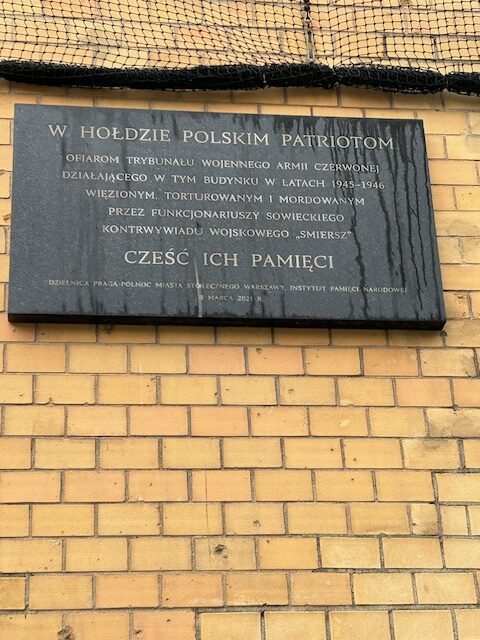 W HOŁDZIE POLSKIM PATRIOTOM
OFIAROM TRYBUNAŁU WOJENNEGO ARMII CZERWONEJ
DZIAŁAJĄCEGO W TYM BUDYNKU W LATACH 1945-1946
WIĘZIONYM, TORTUROWANYM I MORDOWANYM
PRZEZ FUNKCJONARIUSZY SOWIECKIEGO
KONTRWYWIADU WOJSKOWEGO „SMIERSZ”
CZEŚĆ ICH PAMIĘCI
DZIELNICA PRAGA-PÓŁNOC MIASTA STOŁECZNEGO WARSZAWY, INSTYTUT PAMIĘCI NARODOWEJ
MARCA 2021 R.